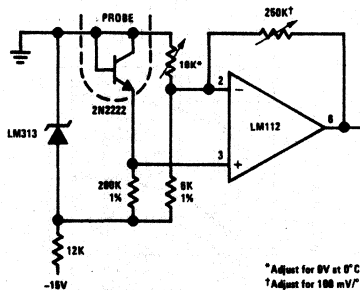 PROBE
250K†
10K*
2N2222
2
−
LM112
6
LM313
3
+
200K
1%
6K
1%
12K
−15V
*Adjust for 0V at 0°C
†Adjust for 100 mV/°